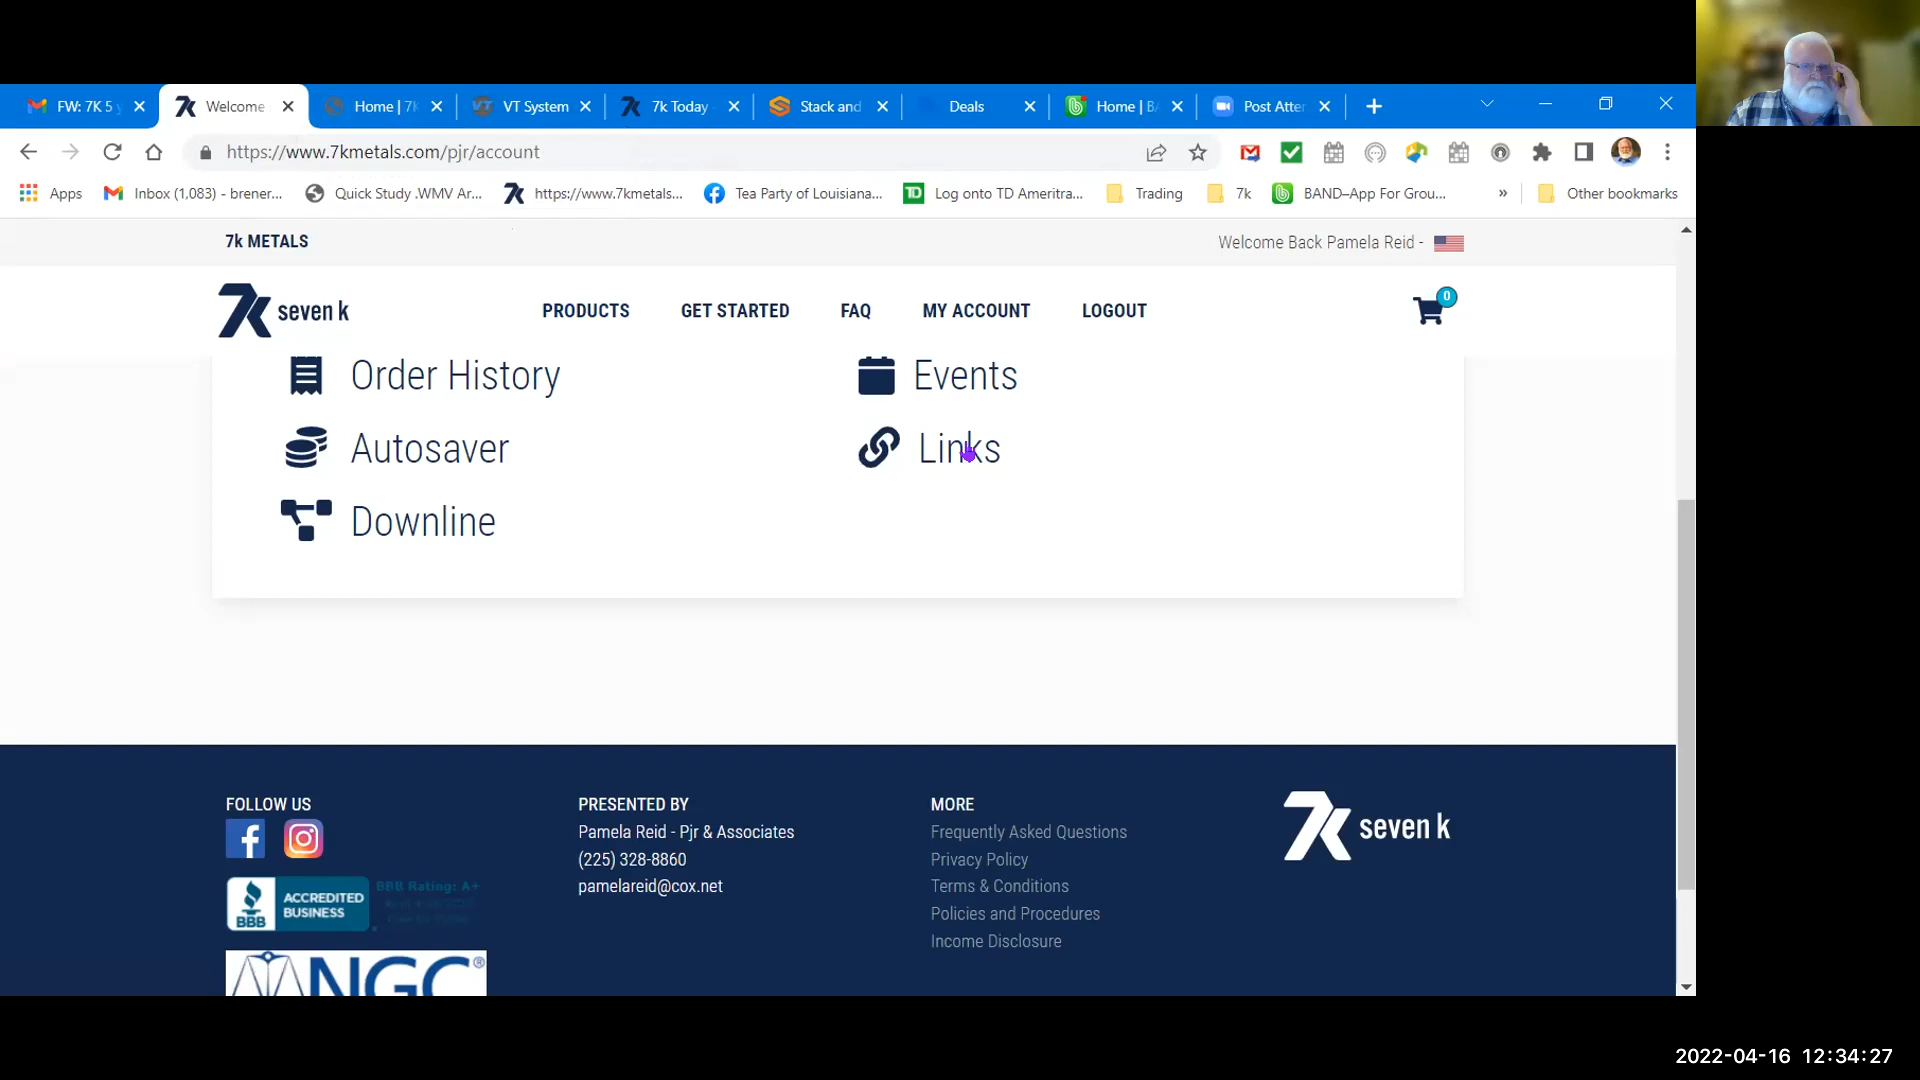 FW: 7K 5 y
Welcome
Home | 7K
VT System
7k Today
Stack and
Deals
Home | BA
Post Atter
https://www.7kmetals.com/pjr/account
Apps
Inbox (1,083) - brener...
Quick Study .WMV Ar...
https://www.7kmetals...
Tea Party of Louisiana...
Log onto TD Ameritra...
Trading
7k
BAND–App For Grou...
»
Other bookmarks
7k METALS
Welcome Back Pamela Reid -
7k seven k
PRODUCTS
GET STARTED
FAQ
MY ACCOUNT
LOGOUT
0
Order History
Events
Autosaver
Links
Downline
FOLLOW US
BBB
ACCREDITED
BUSINESS
BBB Rating: A+
NGC®
PRESENTED BY
Pamela Reid - Pjr & Associates
(225) 328-8860
pamelareid@cox.net
MORE
Frequently Asked Questions
Privacy Policy
Terms & Conditions
Policies and Procedures
Income Disclosure
7k seven k
2022-04-16 12:34:27